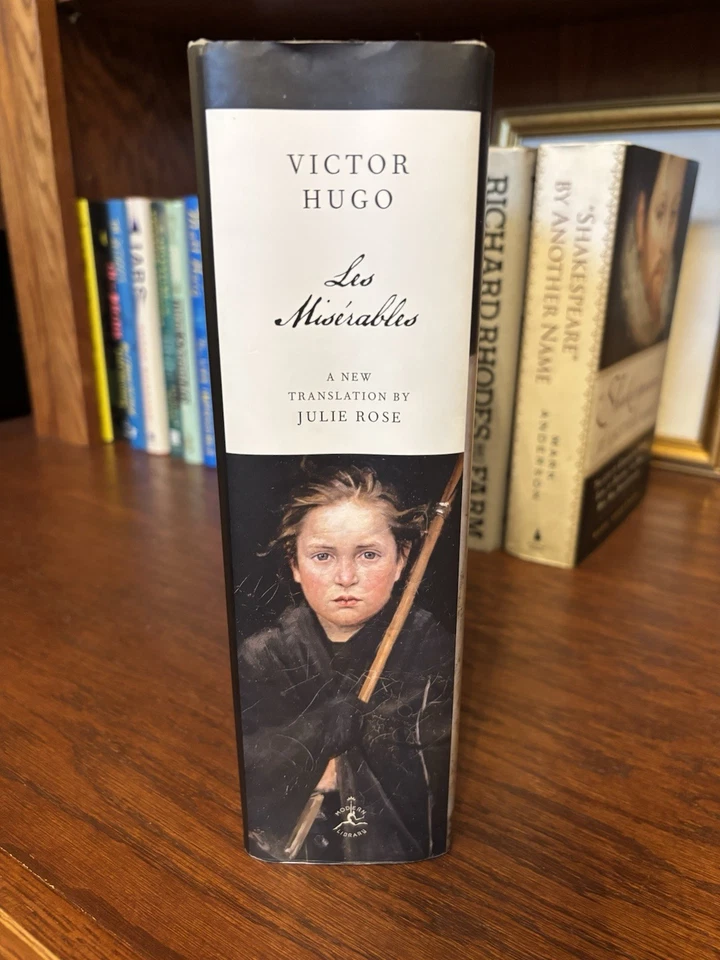 VICTOR
HUGO
Les
Misérables
A NEW
TRANSLATION BY
JULIE ROSE
MODERN
LIBRARY
RICHARD RHODES
FARM
"SHAKESPEARE"
BY ANOTHER NAME
MARK
ANDERSON